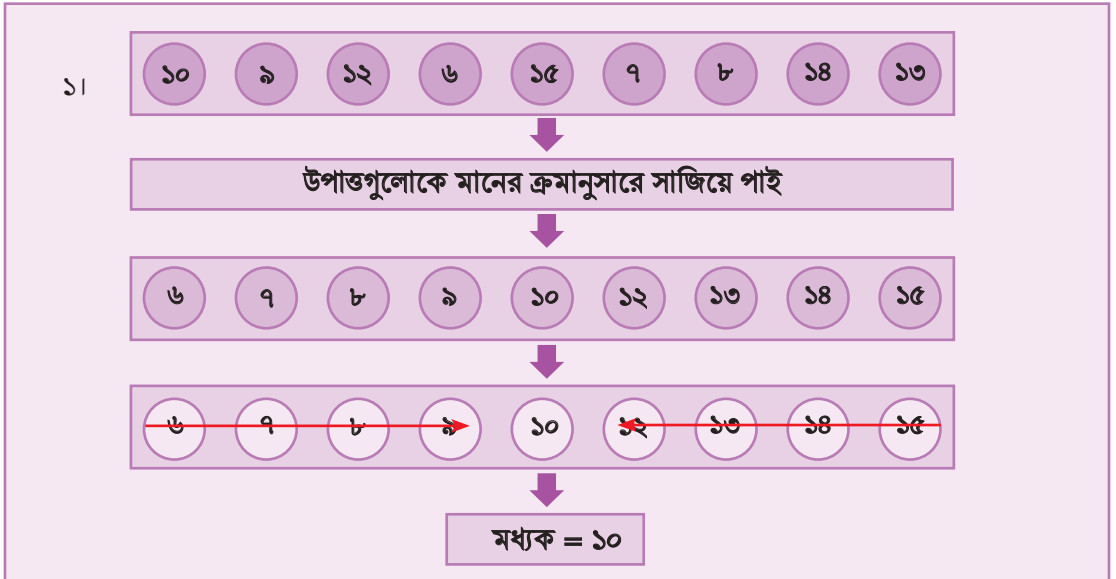 ১। ১০ ৯ ১২ ৬ ১৫ ৭ ৮ ১৪ ১৩
উপাত্তগুলোকে মানের ক্রমানুসারে সাজিয়ে পাই
৬ ৭ ৮ ৯ ১০ ১২ ১৩ ১৪ ১৫
৬ ৭ ৮ ৯ ১০ ১২ ১৩ ১৪ ১৫
মধ্যক = ১০